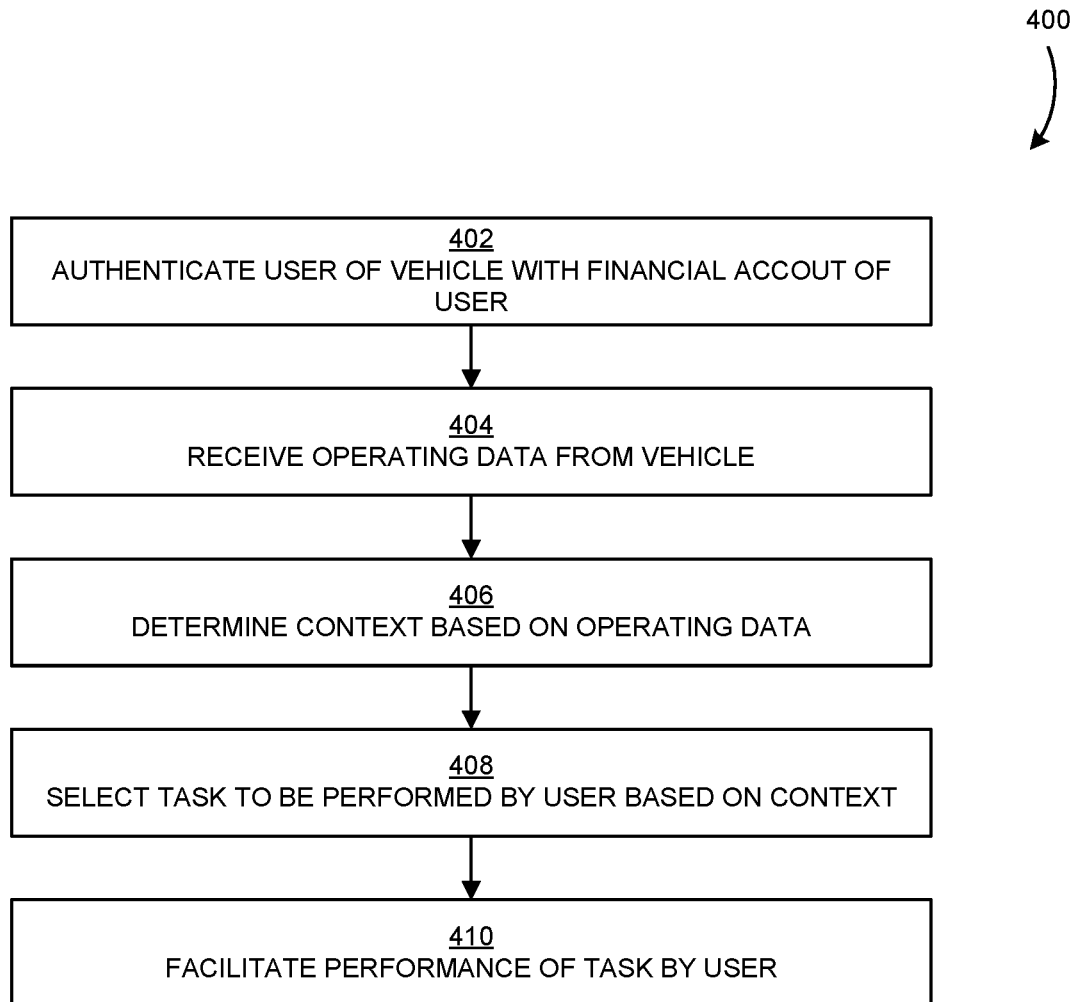 400
402
AUTHENTICATE USER OF VEHICLE WITH FINANCIAL ACCOUT OF
USER
404
RECEIVE OPERATING DATA FROM VEHICLE
406
DETERMINE CONTEXT BASED ON OPERATING DATA
408
SELECT TASK TO BE PERFORMED BY USER BASED ON CONTEXT
410
FACILITATE PERFORMANCE OF TASK BY USER